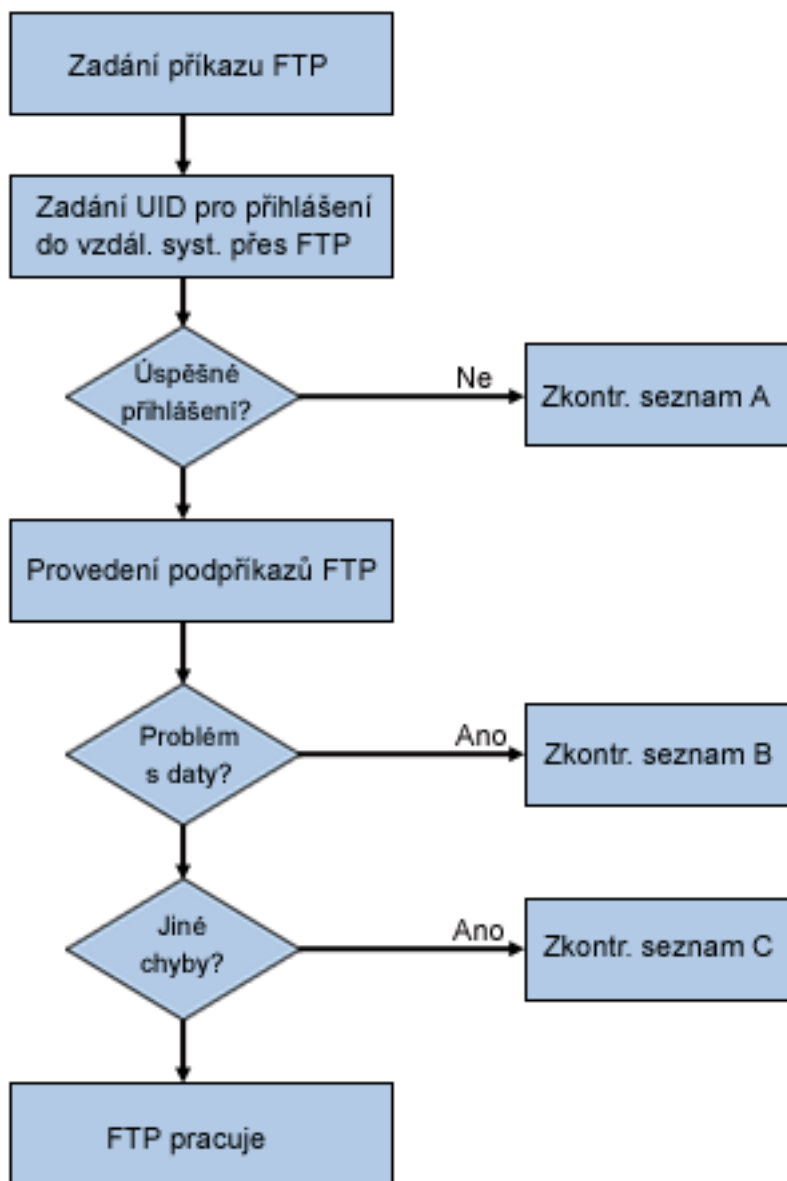 Zadání příkazu FTP
Zadání UID pro přihlášení
do vzdál. syst. přes FTP
Úspěšné
přihlášení?
Ne
Zkontr. seznam A
Provedení podpříkazů FTP
Problém
s daty?
Ano
Zkontr. seznam B
Jiné
chyby?
Ano
Zkontr. seznam C
FTP pracuje